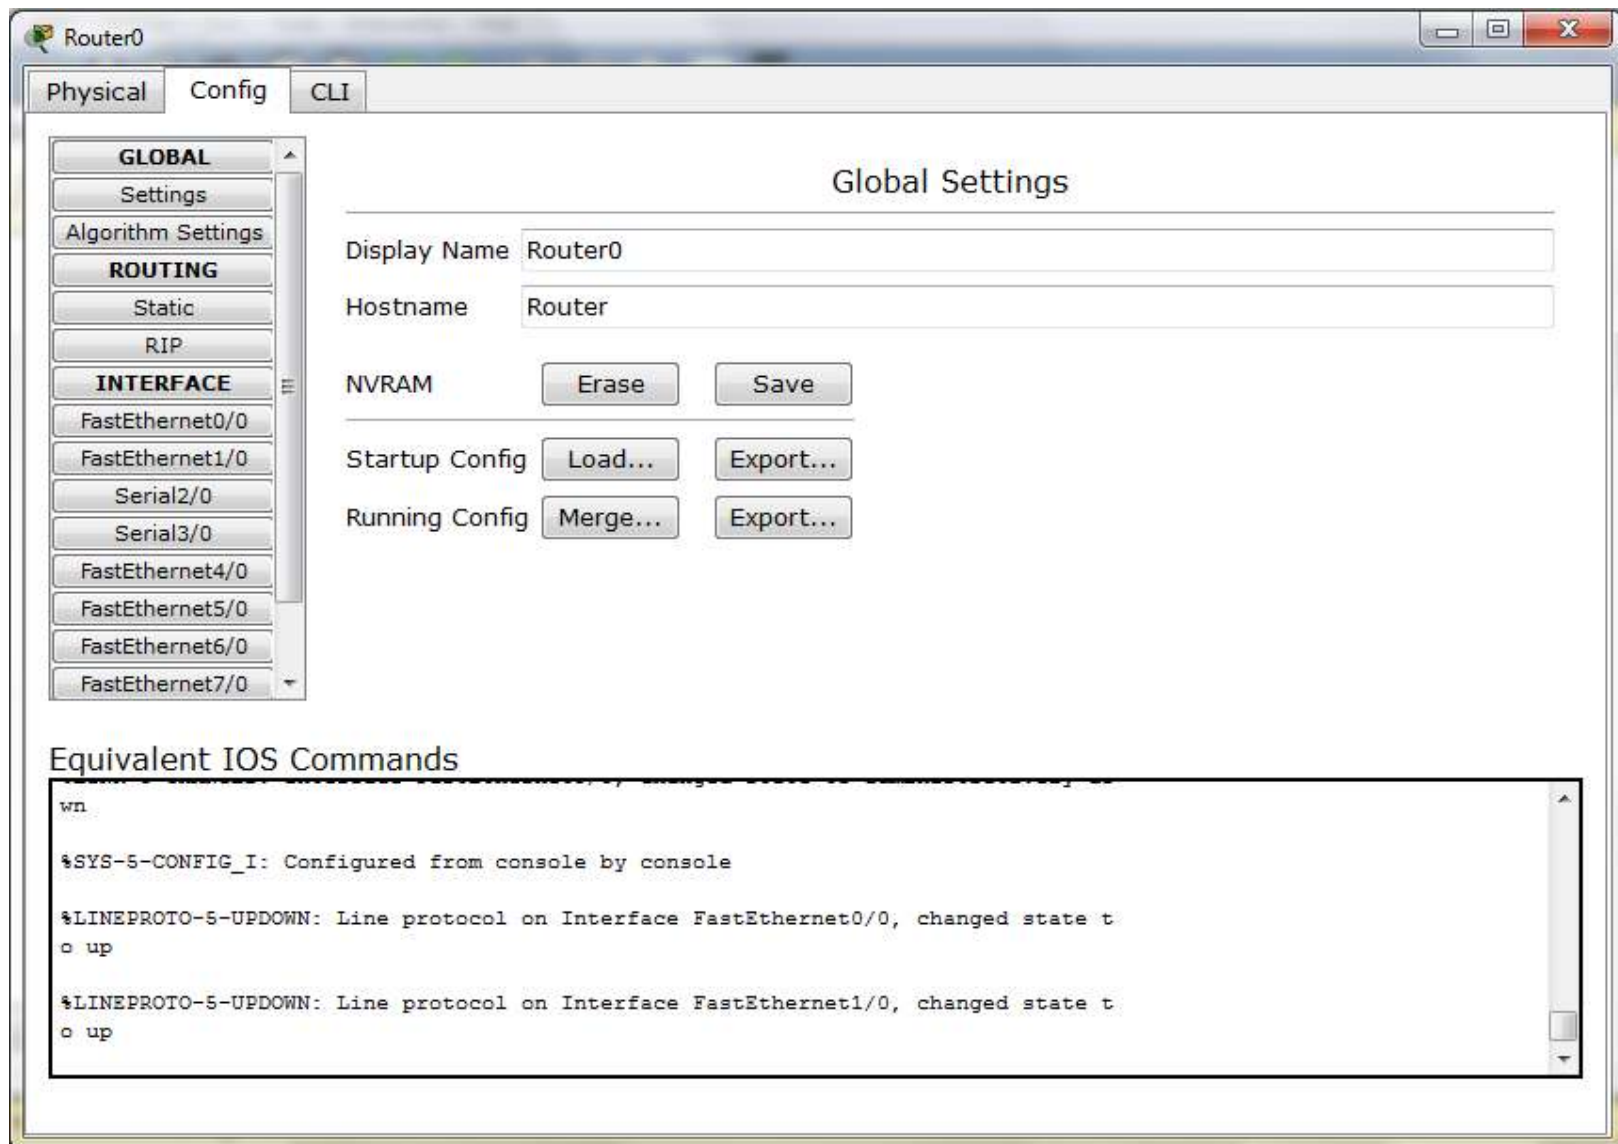 Router0
Physical Config CLI
GLOBAL
Settings
Algorithm Settings
ROUTING
Static
RIP
INTERFACE
FastEthernet0/0
FastEthernet1/0
Serial2/0
Serial3/0
FastEthernet4/0
FastEthernet5/0
FastEthernet6/0
FastEthernet7/0
Global Settings
Display Name Router0
Hostname Router
NVRAM Erase Save
Startup Config Load... Export...
Running Config Merge... Export...
Equivalent IOS Commands
wn
%SYS-5-CONFIG_I: Configured from console by console
%LINEPROTO-5-UPDOWN: Line protocol on Interface FastEthernet0/0, changed state t
o up
%LINEPROTO-5-UPDOWN: Line protocol on Interface FastEthernet1/0, changed state t
o up